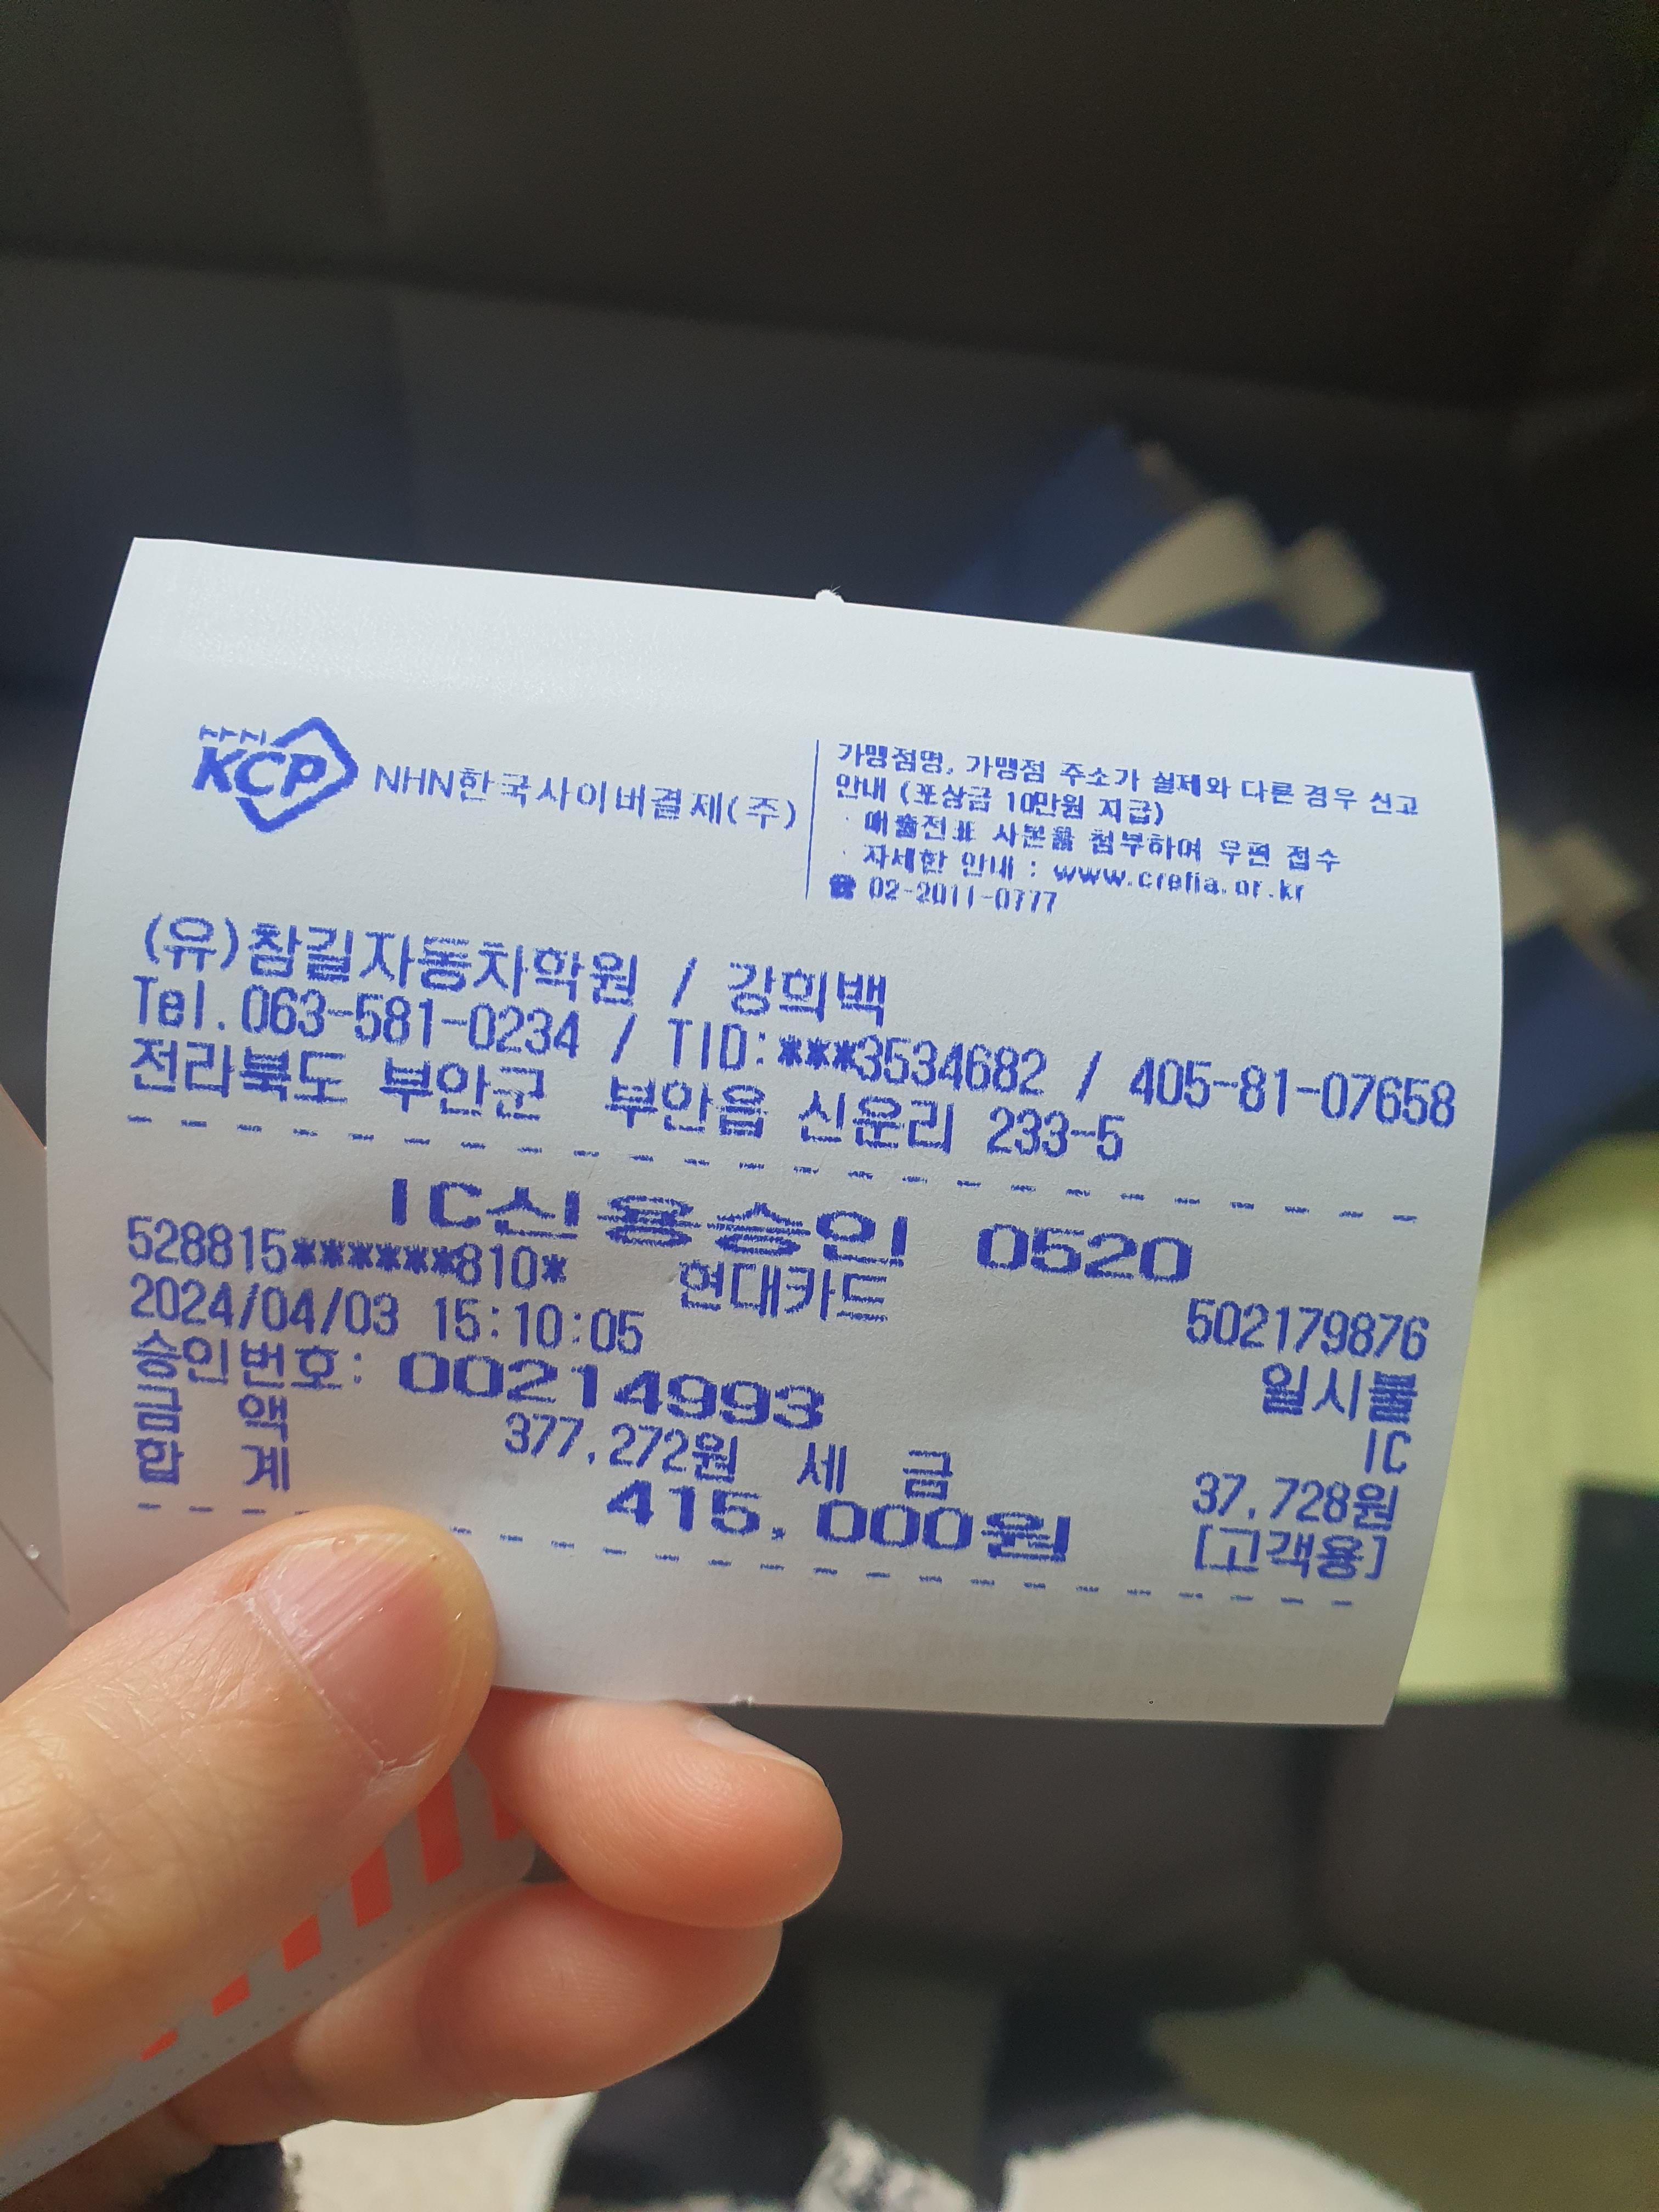 NHN
KCP
NHN한국사이버결제(주)
가맹점명, 가맹점 주소가 실제와 다른 경우 신고
안내 (포상금 10만원 지급)
· 매출전표 사본을 첨부하여 우편 접수
· 자세한 안내 : www.crefia.or.kr
☎ 02-2011-0777
(유)참길자동차학원 / 강희백
Tel.063-581-0234 / TID:***3534682 / 405-81-07658
전라북도 부안군 부안읍 신운리 233-5
IC신용승인 0520
528815******810* 현대카드 502179876
2024/04/03 15:10:05 일시불
승인번호: 00214993 IC
금 액 377,272원 세 금 37,728원
합 계 415,000원 [고객용]